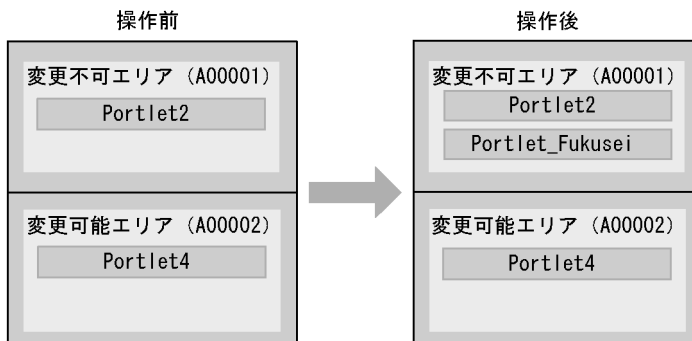 操作前
変更不可エリア (A00001)
Portlet2
変更可能エリア (A00002)
Portlet4
操作後
変更不可エリア (A00001)
Portlet2
Portlet_Fukusei
変更可能エリア (A00002)
Portlet4